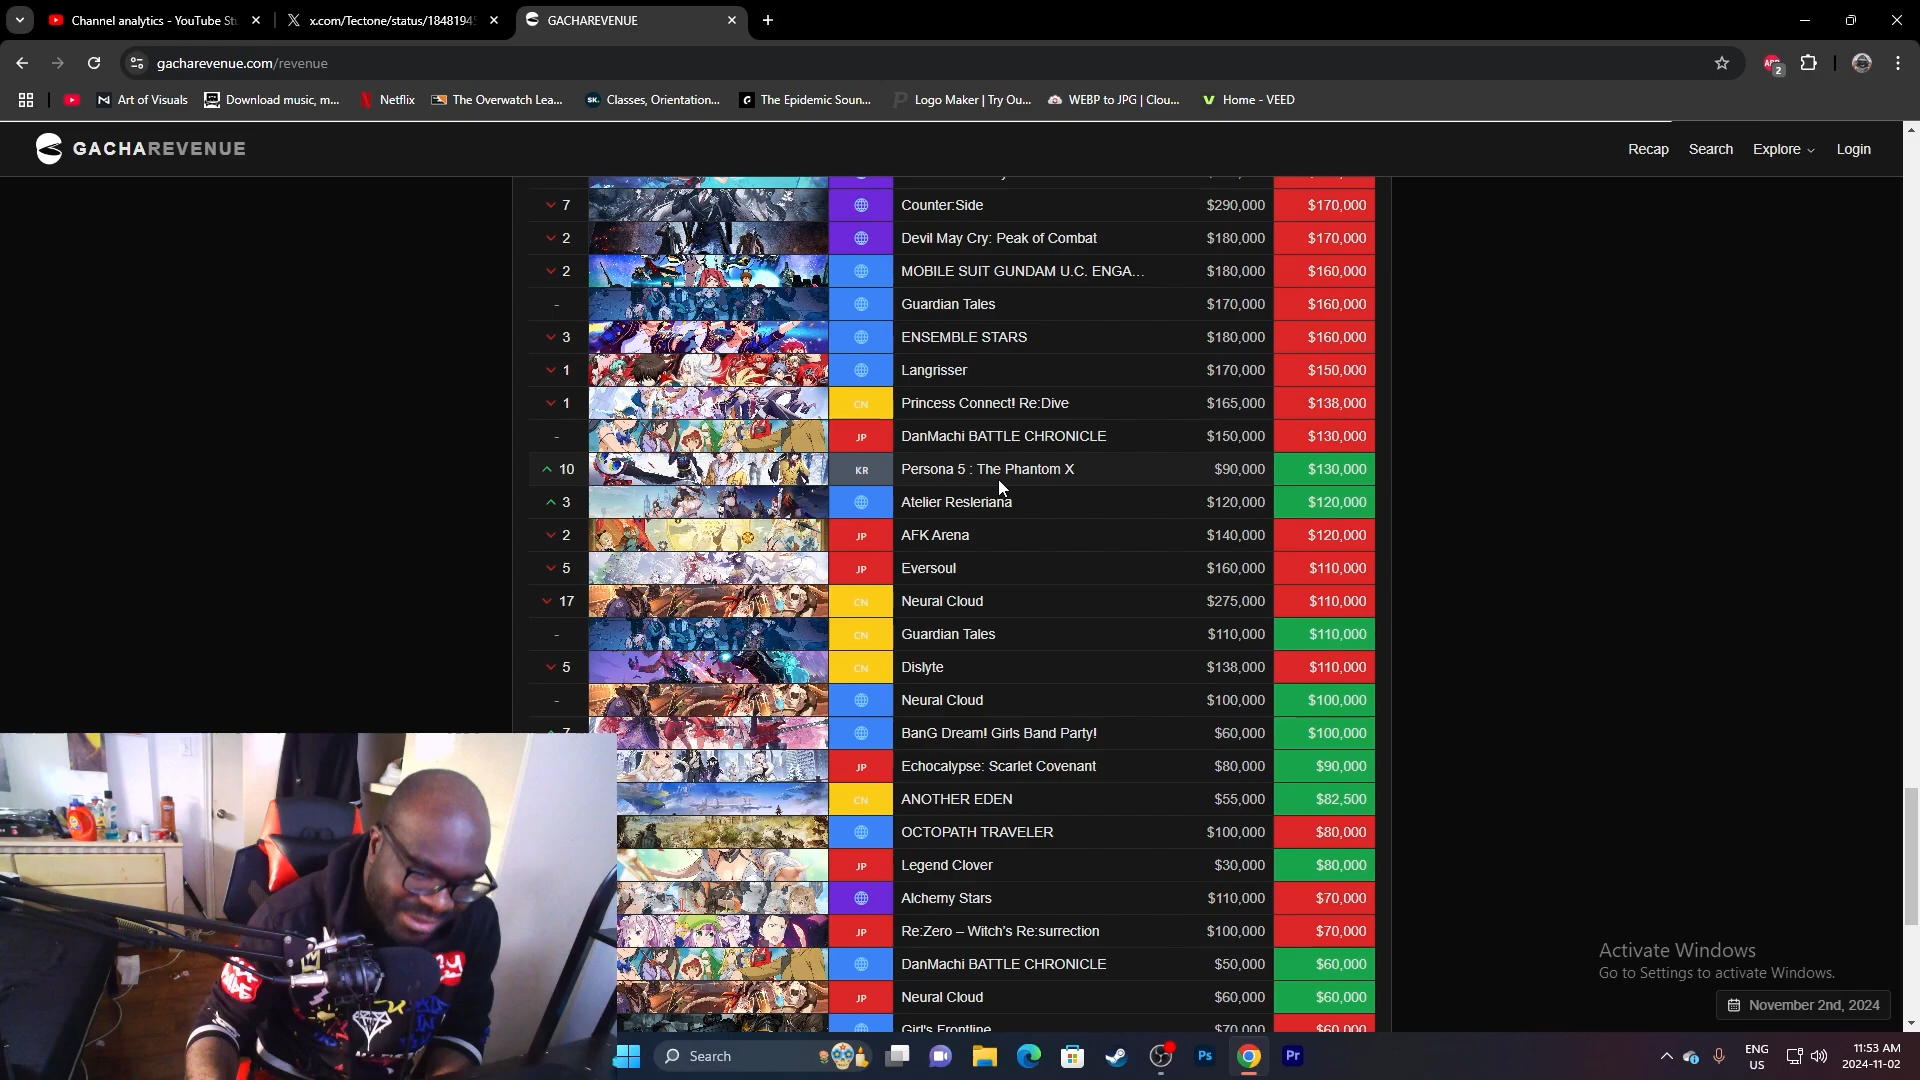 Channel analytics - YouTube St
x.com/Tectone/status/18481945
GACHAREVENUE
gacharevenue.com/revenue
2
Art of Visuals
Download music, m...
Netflix
The Overwatch Lea...
SK.
Classes, Orientation...
The Epidemic Soun...
Logo Maker | Try Ou...
WEBP to JPG | Clou...
Home - VEED
GACHAREVENUE
Recap
Search
Explore
Login
7 Counter:Side $290,000 $170,000
2 Devil May Cry: Peak of Combat $180,000 $170,000
2 MOBILE SUIT GUNDAM U.C. ENGA... $180,000 $160,000
- Guardian Tales $170,000 $160,000
3 ENSEMBLE STARS $180,000 $160,000
1 Langrisser $170,000 $150,000
1 CN Princess Connect! Re:Dive $165,000 $138,000
- JP DanMachi BATTLE CHRONICLE $150,000 $130,000
10 KR Persona 5 : The Phantom X $90,000 $130,000
3 Atelier Resleriana $120,000 $120,000
2 JP AFK Arena $140,000 $120,000
5 JP Eversoul $160,000 $110,000
17 CN Neural Cloud $275,000 $110,000
- CN Guardian Tales $110,000 $110,000
5 CN Dislyte $138,000 $110,000
- Neural Cloud $100,000 $100,000
7 BanG Dream! Girls Band Party! $60,000 $100,000
JP Echocalypse: Scarlet Covenant $80,000 $90,000
CN ANOTHER EDEN $55,000 $82,500
OCTOPATH TRAVELER $100,000 $80,000
JP Legend Clover $30,000 $80,000
Alchemy Stars $110,000 $70,000
JP Re:Zero – Witch's Re:surrection $100,000 $70,000
DanMachi BATTLE CHRONICLE $50,000 $60,000
JP Neural Cloud $60,000 $60,000
Girl's Frontline $70,000 $60,000
Activate Windows
Go to Settings to activate Windows.
November 2nd, 2024
Search
Ps
Pr
ENG
US
11:53 AM
2024-11-02